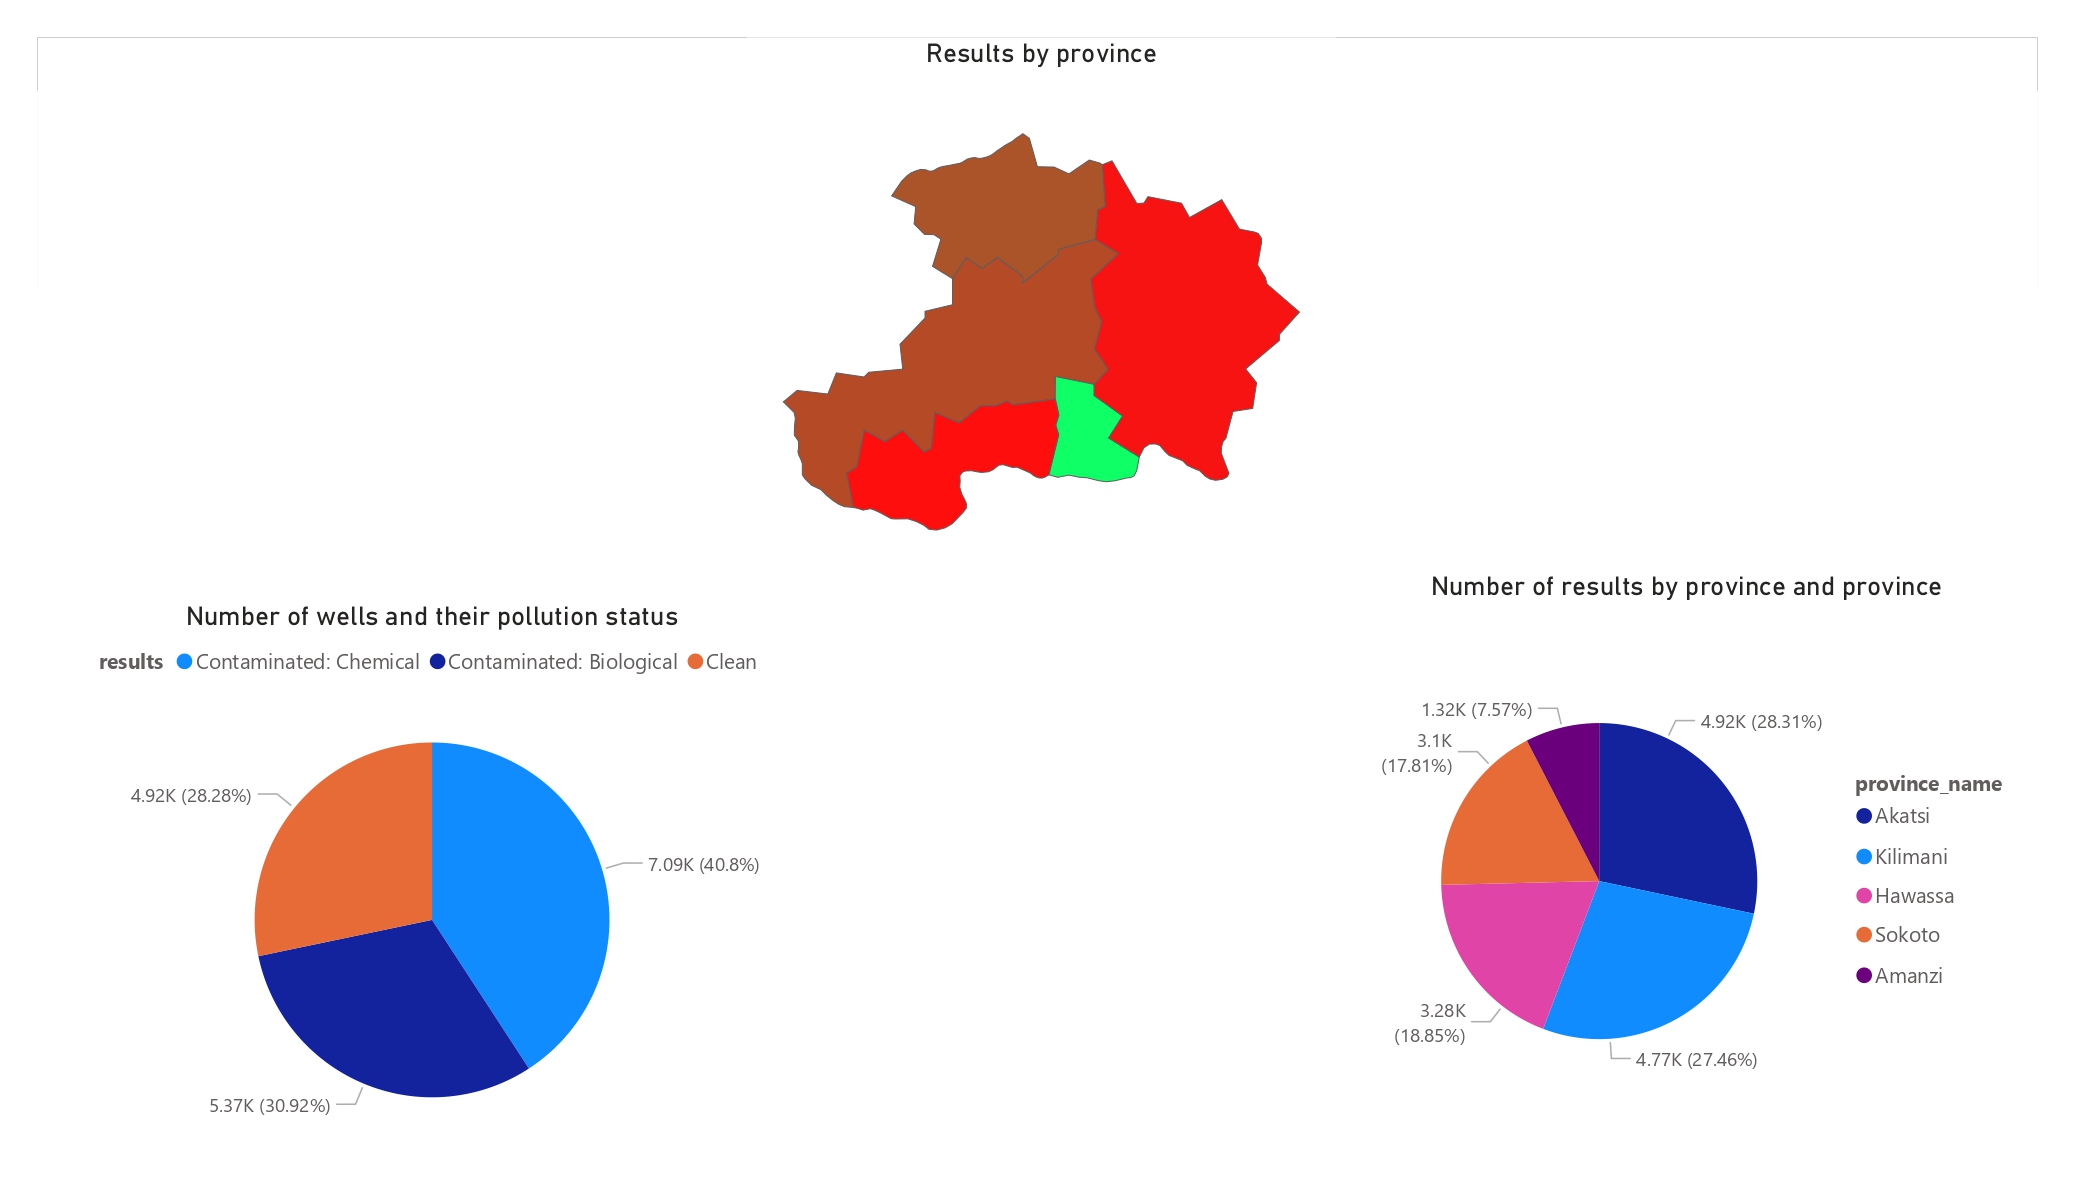 Results by province
Number of wells and their pollution status
results Contaminated: Chemical Contaminated: Biological Clean
4.92K (28.28%)
7.09K (40.8%)
5.37K (30.92%)
Number of results by province and province
1.32K (7.57%)
4.92K (28.31%)
3.1K
(17.81%)
3.28K
(18.85%)
4.77K (27.46%)
province_name
Akatsi
Kilimani
Hawassa
Sokoto
Amanzi